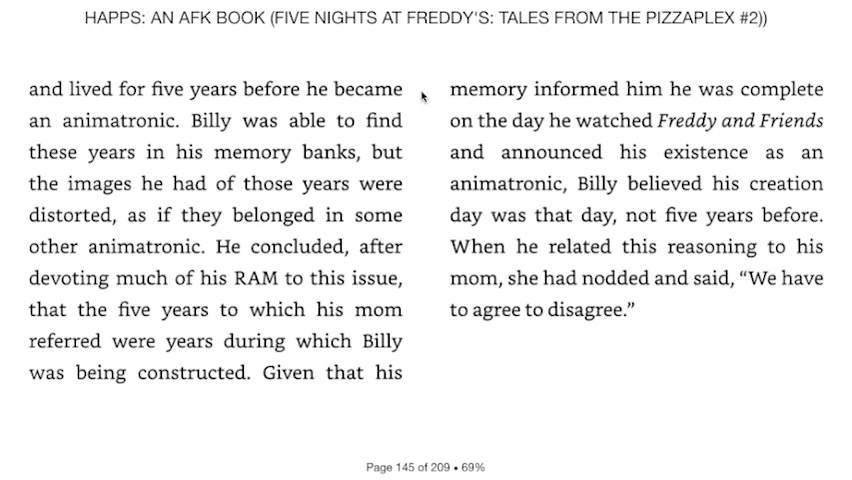 HAPPS: AN AFK BOOK (FIVE NIGHTS AT FREDDY'S: TALES FROM THE PIZZAPLEX #2))
and lived for five years before he became
an animatronic. Billy was able to find
these years in his memory banks, but
the images he had of those years were
distorted, as if they belonged in some
other animatronic. He concluded, after
devoting much of his RAM to this issue,
that the five years to which his mom
referred were years during which Billy
was being constructed. Given that his
memory informed him he was complete
on the day he watched Freddy and Friends
and announced his existence as an
animatronic, Billy believed his creation
day was that day, not five years before.
When he related this reasoning to his
mom, she had nodded and said, “We have
to agree to disagree.”
Page 145 of 209 • 69%